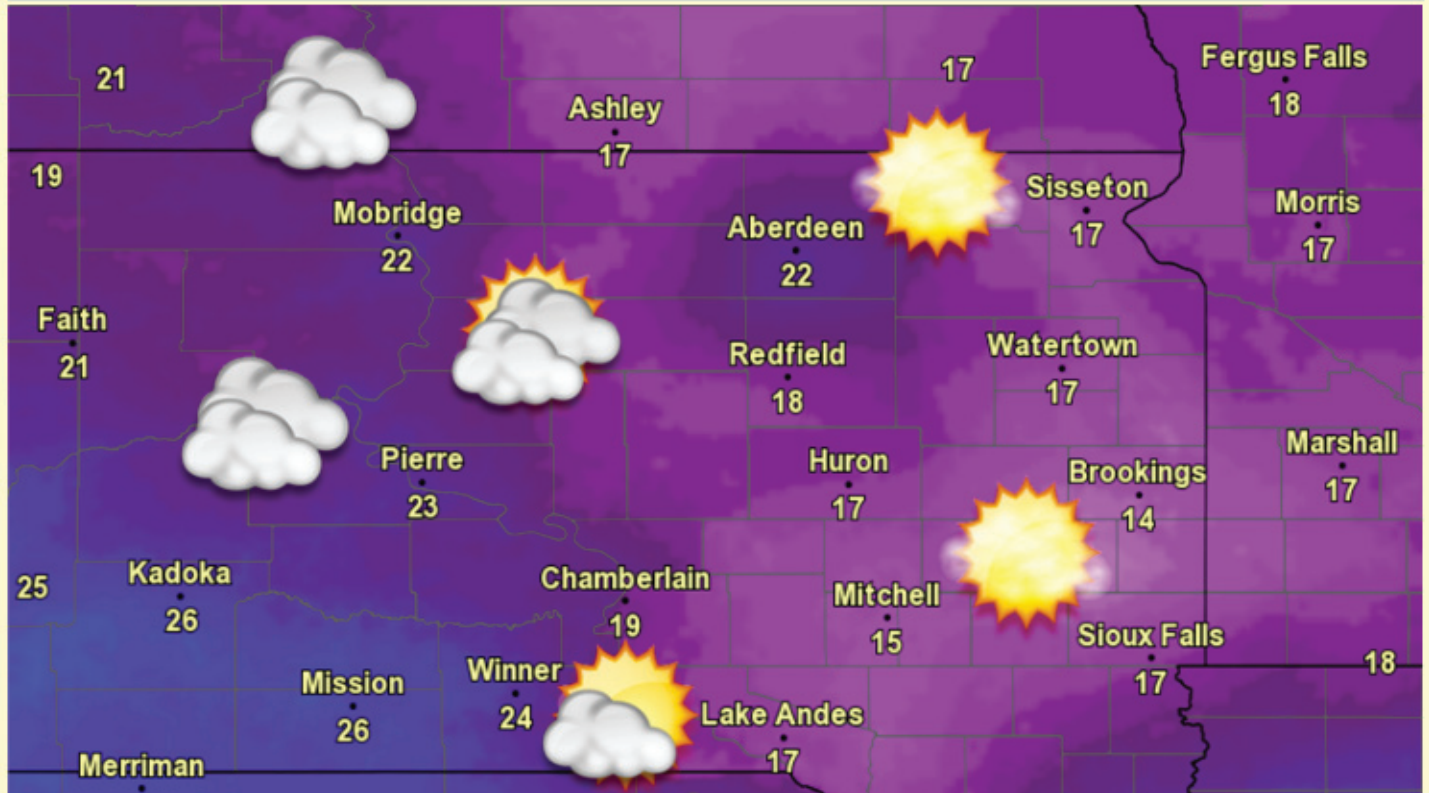 Fergus Falls
18
17
21
Ashley
17
19
Sisseton
17
Morris
17
Mobridge
22
Aberdeen
22
Faith
21
Watertown
17
Redfield
18
Marshall
17
Pierre
23
Huron
17
Brookings
14
Kadoka
26
25
Chamberlain
19
Mitchell
15
Sioux Falls
17
18
Winner
24
Mission
26
Lake Andes
17
Merriman